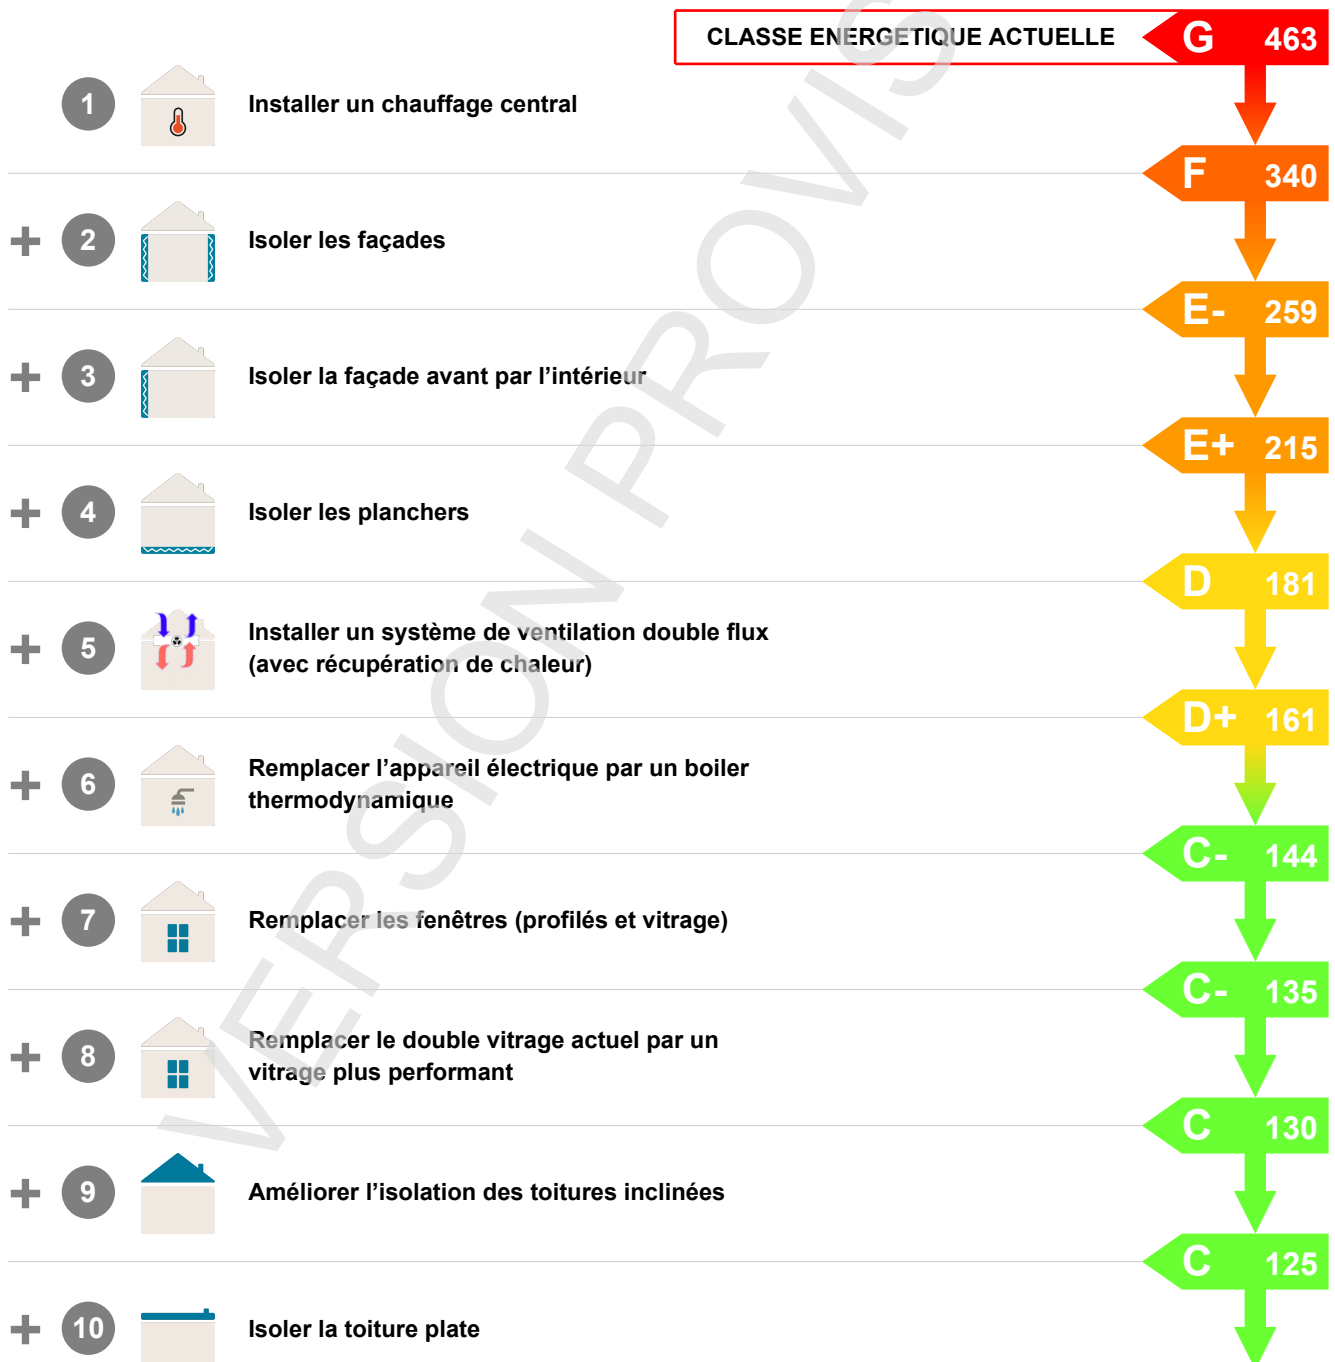 CLASSE ENERGETIQUE ACTUELLE G 463
1 Installer un chauffage central
F 340
+ 2 Isoler les façades
E- 259
+ 3 Isoler la façade avant par l’intérieur
E+ 215
+ 4 Isoler les planchers
D 181
+ 5 Installer un système de ventilation double flux
(avec récupération de chaleur)
D+ 161
+ 6 Remplacer l’appareil électrique par un boiler
thermodynamique
C- 144
+ 7 Remplacer les fenêtres (profilés et vitrage)
C- 135
+ 8 Remplacer le double vitrage actuel par un
vitrage plus performant
C 130
+ 9 Améliorer l’isolation des toitures inclinées
C 125
+ 10 Isoler la toiture plate
VERSION PROVIS